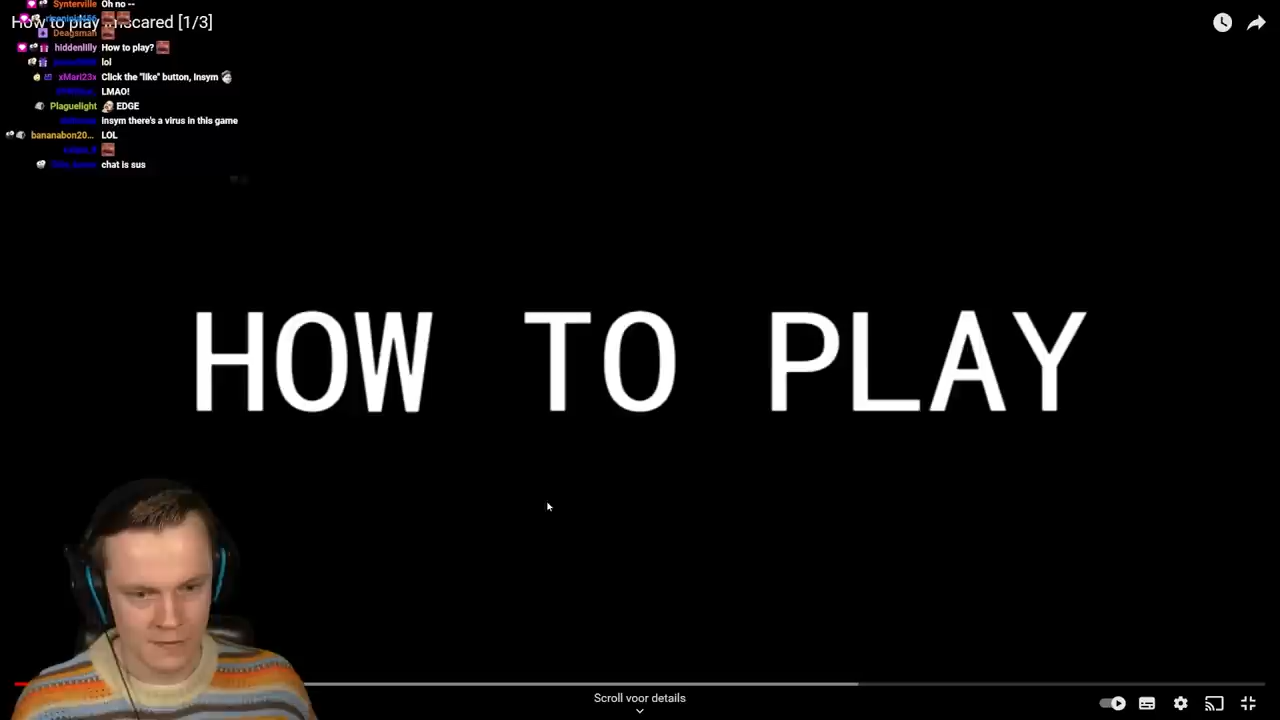 Synterville Oh no --
How to play scared [1/3]
Deagsman
hiddenlilly How to play?
lol
xMari23x Click the "like" button, Insym
LMAO!
Plaguelight EDGE
insym there's a virus in this game
bananabon20... LOL
chat is sus
HOW TO PLAY
Scroll voor details